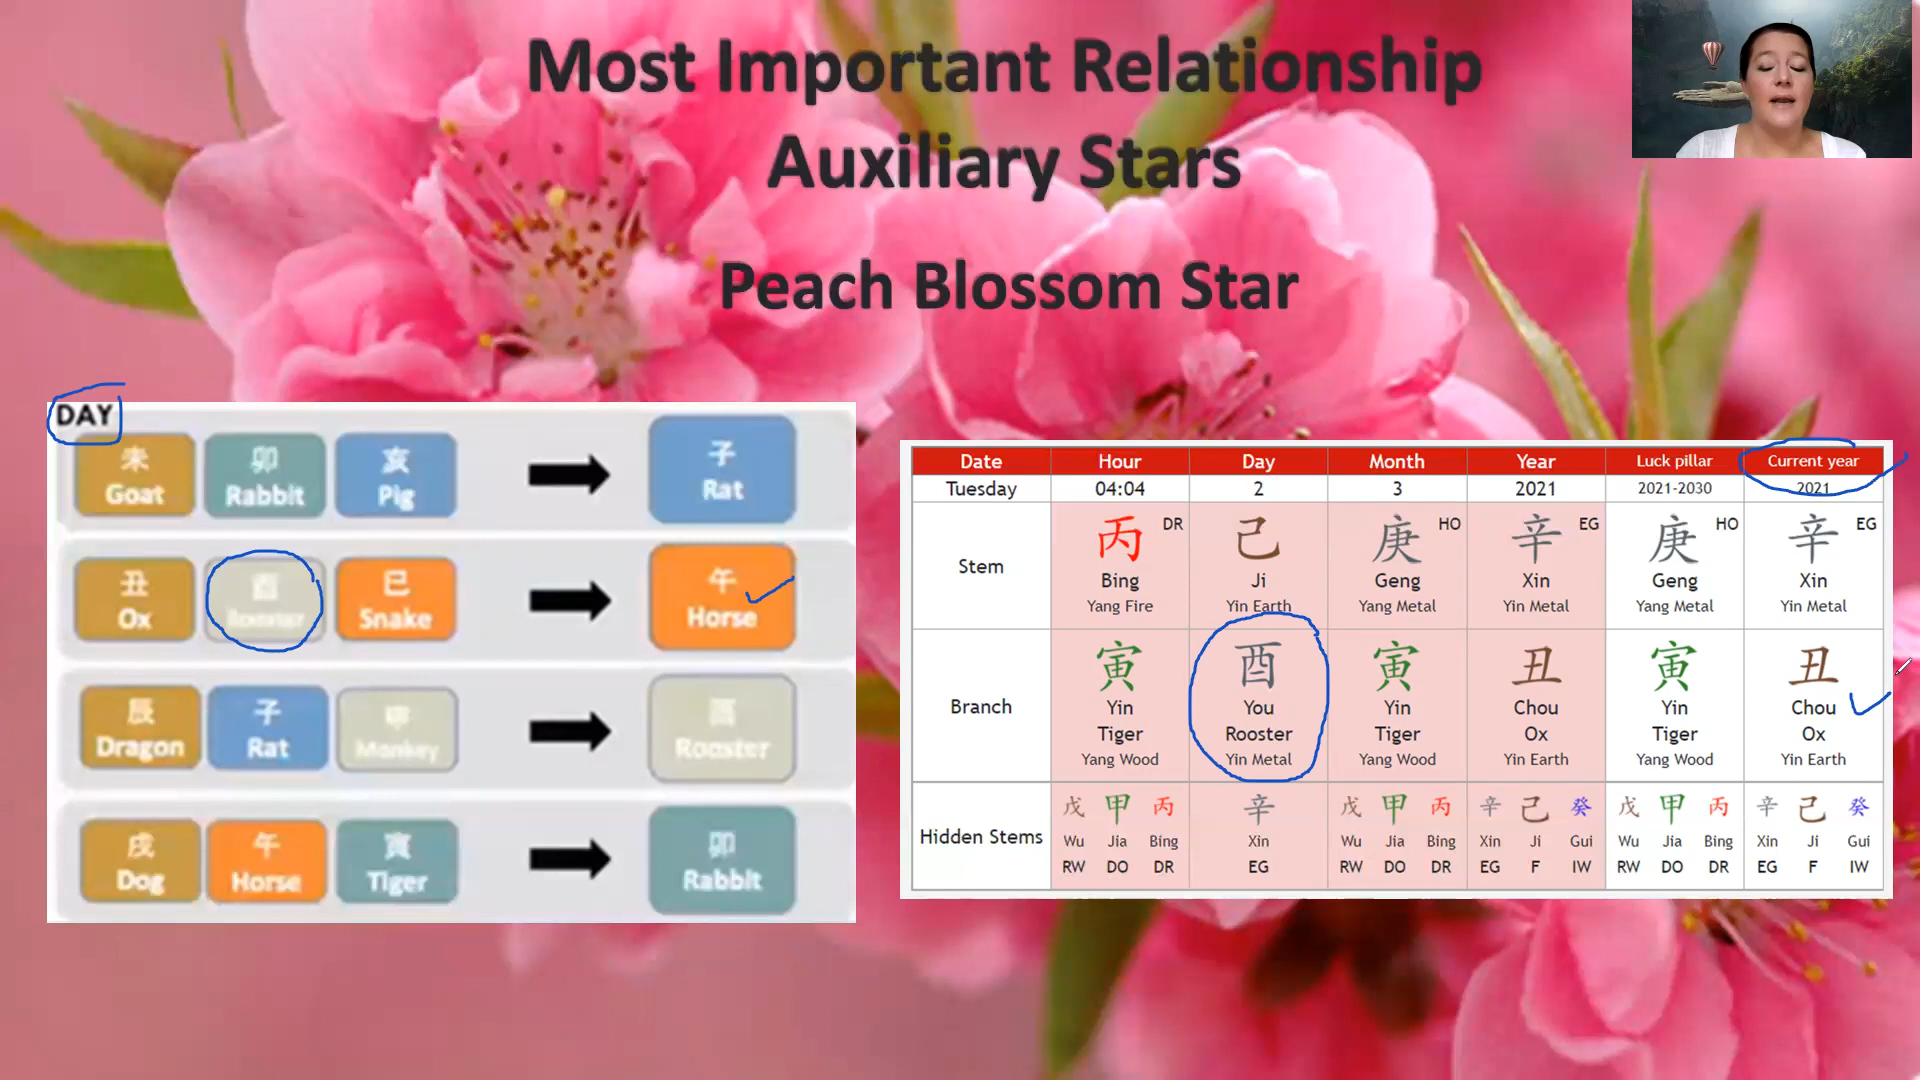 Most Important Relationship
Auxiliary Stars
Peach Blossom Star
DAY
未 卯 亥 子
Goat Rabbit Pig Rat
丑 酉 巳 午
Ox Rooster Snake Horse
辰 子 申 酉
Dragon Rat Monkey Rooster
戌 午 寅 卯
Dog Horse Tiger Rabbit
Date Hour Day Month Year Luck pillar Current year
Tuesday 04:04 2 3 2021 2021-2030 2021
丙 DR 己 庚 HO 辛 EG 庚 HO 辛 EG
Stem Bing Ji Geng Xin Geng Xin
Yang Fire Yin Earth Yang Metal Yin Metal Yang Metal Yin Metal
寅 酉 寅 丑 寅 丑
Branch Yin You Yin Chou Yin Chou
Tiger Rooster Tiger Ox Tiger Ox
Yang Wood Yin Metal Yang Wood Yin Earth Yang Wood Yin Earth
戊 甲 丙 辛 戊 甲 丙 辛 己 癸 戊 甲 丙 辛 己 癸
Hidden Stems Wu Jia Bing Xin Wu Jia Bing Xin Ji Gui Wu Jia Bing Xin Ji Gui
RW DO DR EG RW DO DR EG F IW RW DO DR EG F IW